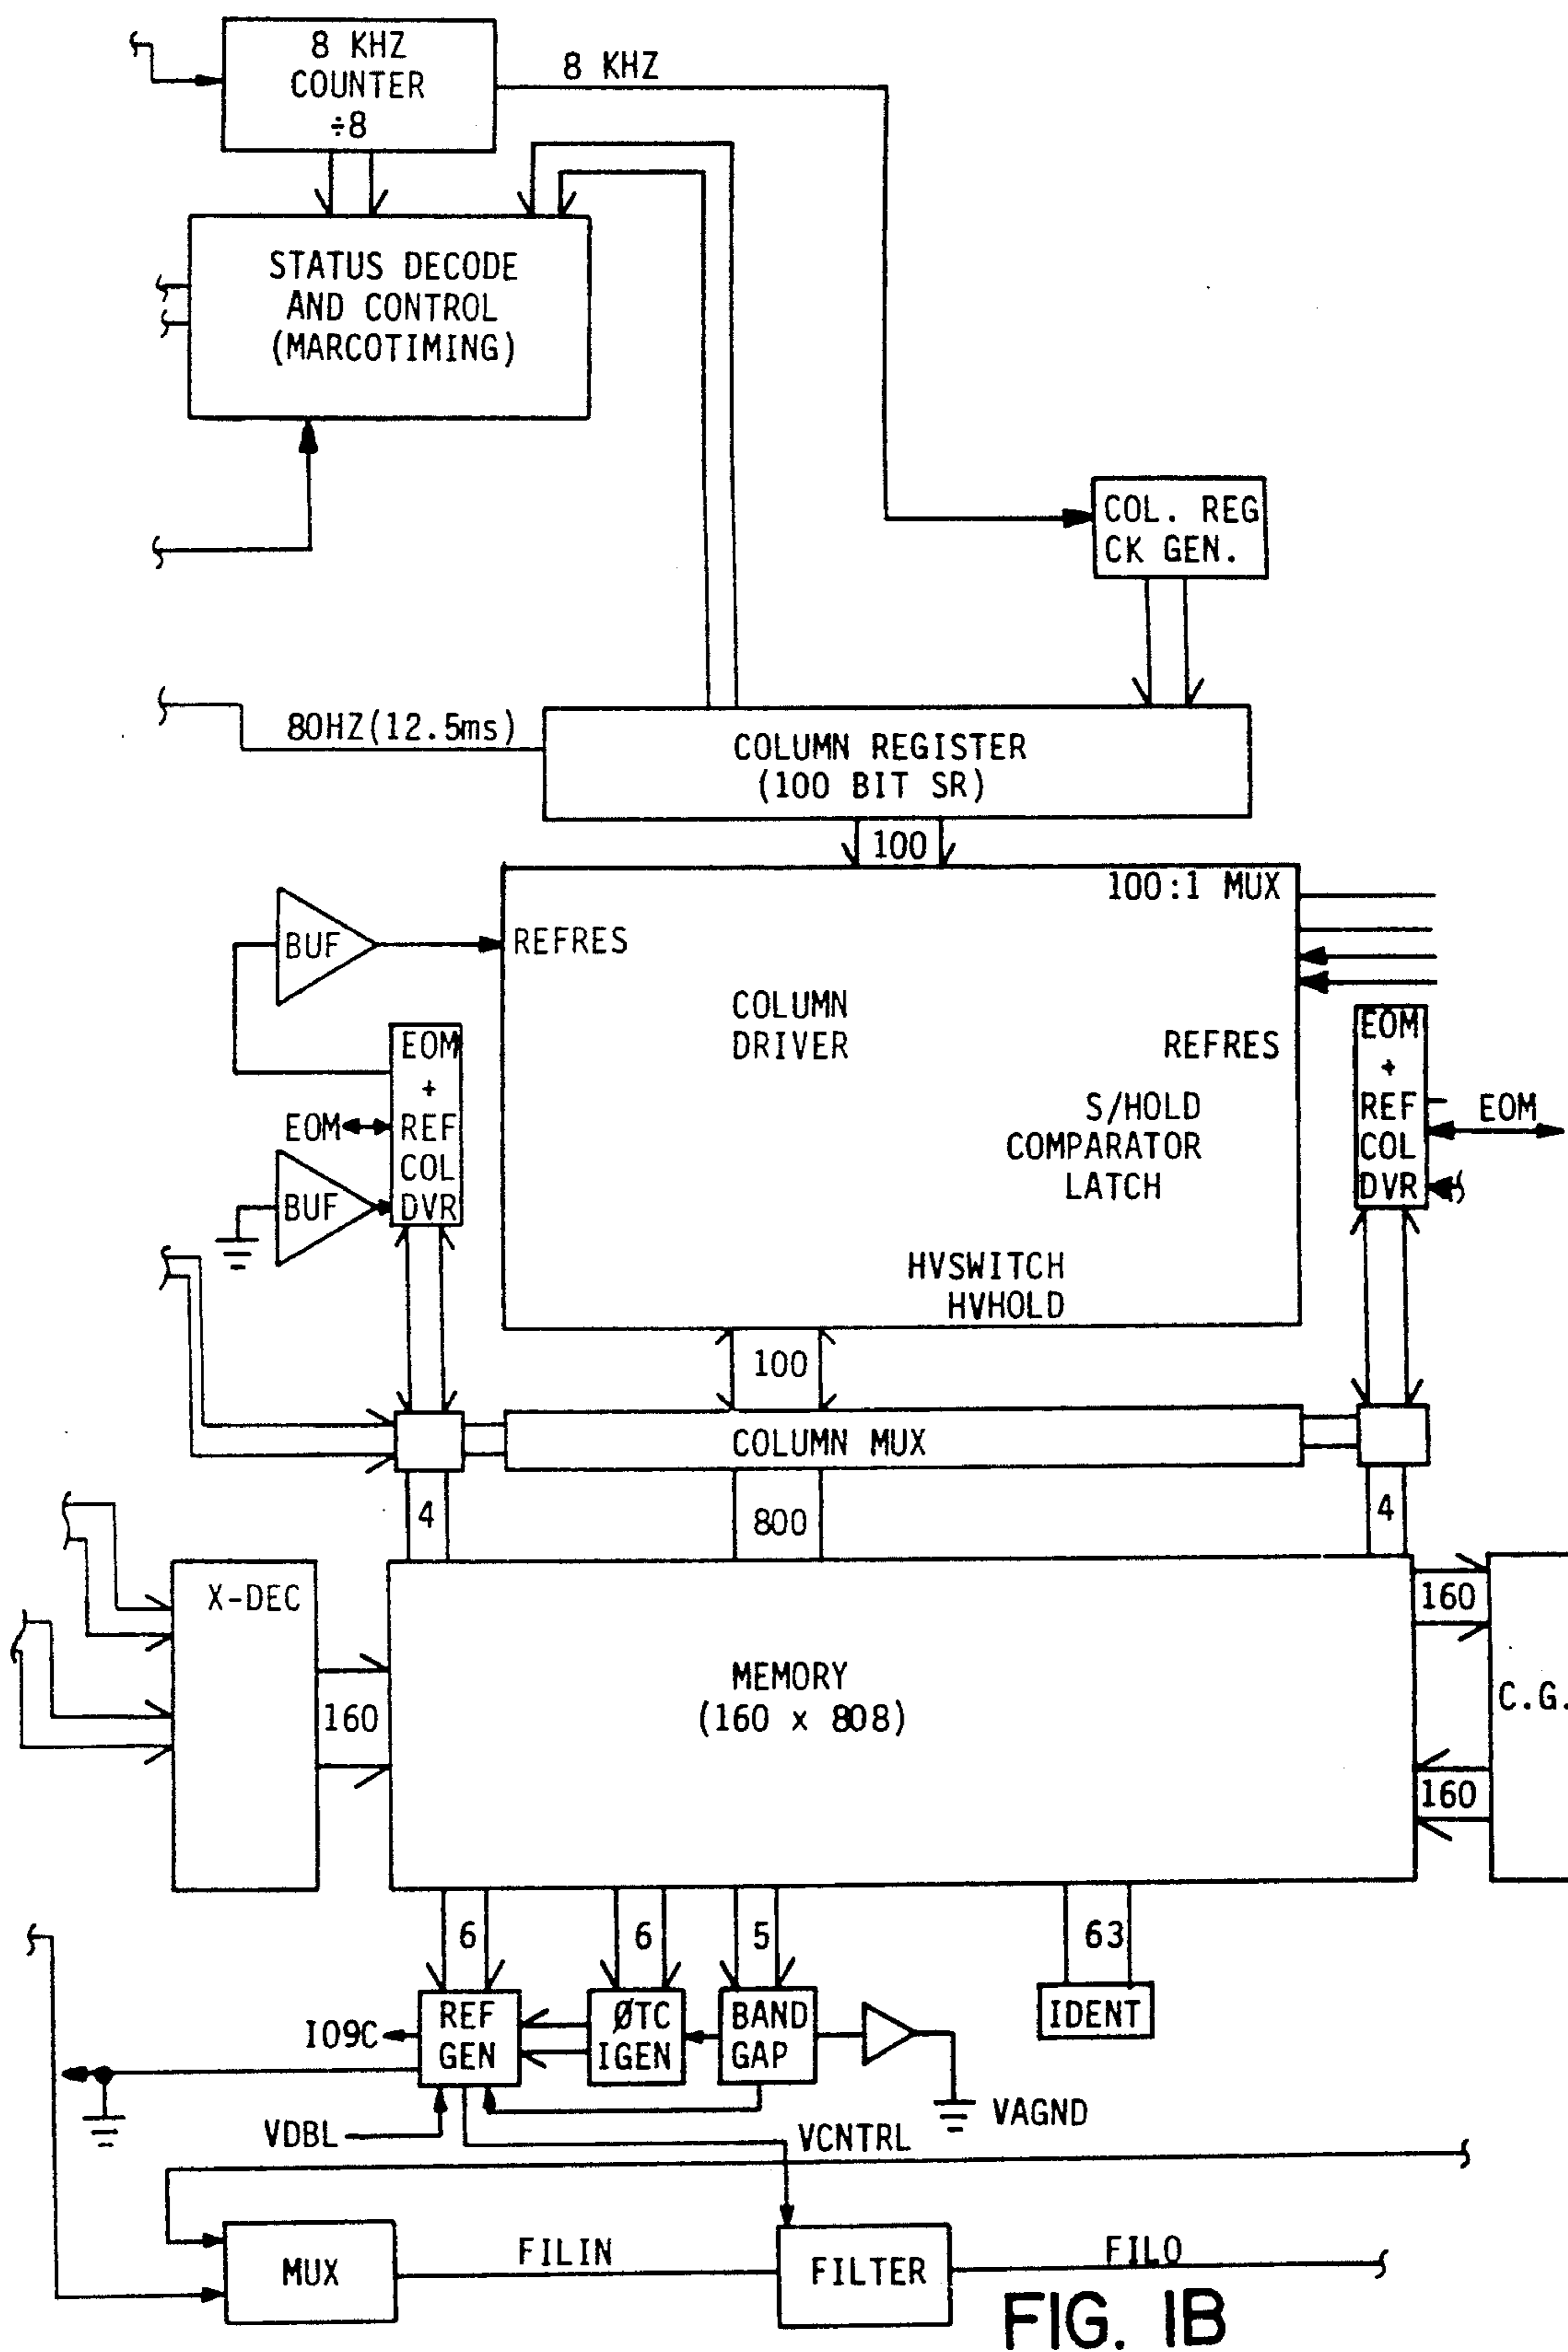 8 KHZ
COUNTER
÷8
8 KHZ
STATUS DECODE
AND CONTROL
(MARCOTIMING)
COL. REG
CK GEN.
80HZ(12.5ms)
COLUMN REGISTER
(100 BIT SR)
100
100:1 MUX
BUF
REFRES
COLUMN
DRIVER
REFRES
EOM
+
REF
COL
DVR
EOM
BUF
S/HOLD
COMPARATOR
LATCH
EOM
+
REF
COL
DVR
EOM
HVSWITCH
HVHOLD
100
COLUMN MUX
4
800
4
X-DEC
160
MEMORY
(160 x 808)
160
160
C.G.
6
6
5
63
REF
GEN
ØTC
IGEN
BAND
GAP
IDENT
IO9C
VDBL
VAGND
VCNTRL
MUX
FILIN
FILTER
FILO
FIG. 1B